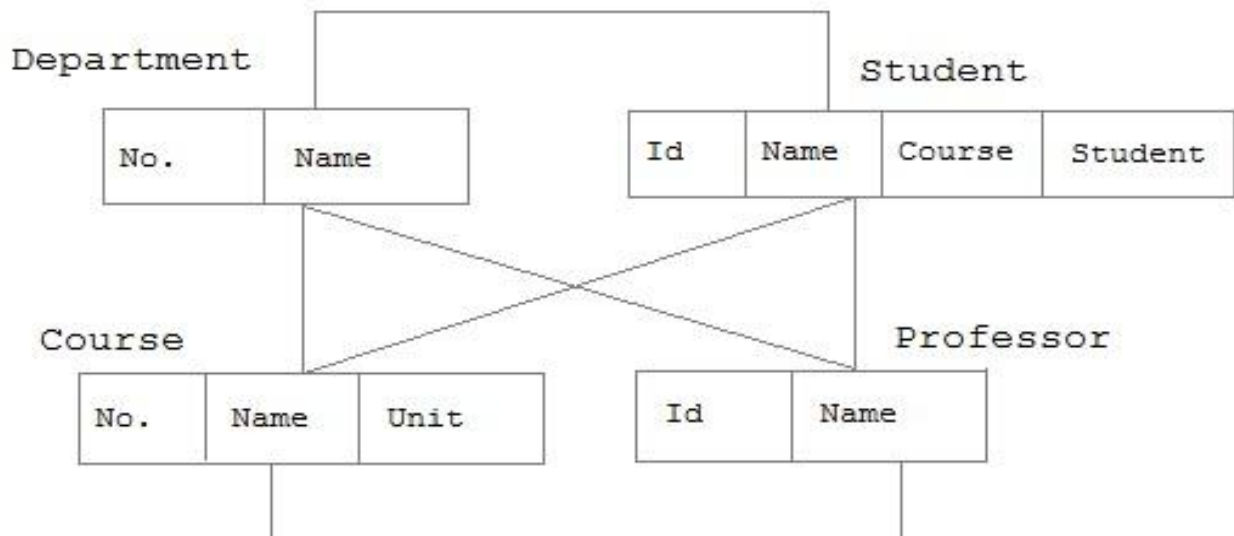 Department
Student
No. Name
Id Name Course Student
Course
Professor
No. Name Unit
Id Name